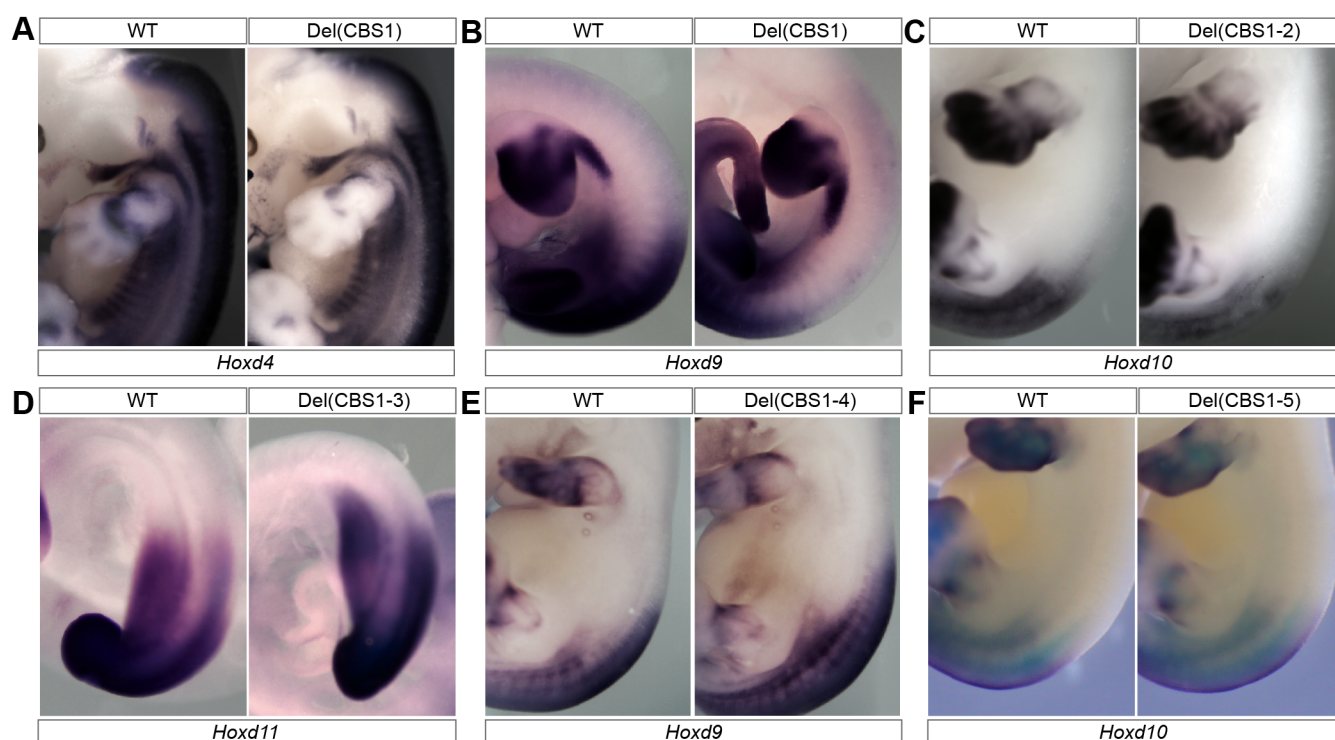 A WT Del(CBS1) B WT Del(CBS1) C WT Del(CBS1-2)
Hoxd4 Hoxd9 Hoxd10
D WT Del(CBS1-3) E WT Del(CBS1-4) F WT Del(CBS1-5)
Hoxd11 Hoxd9 Hoxd10